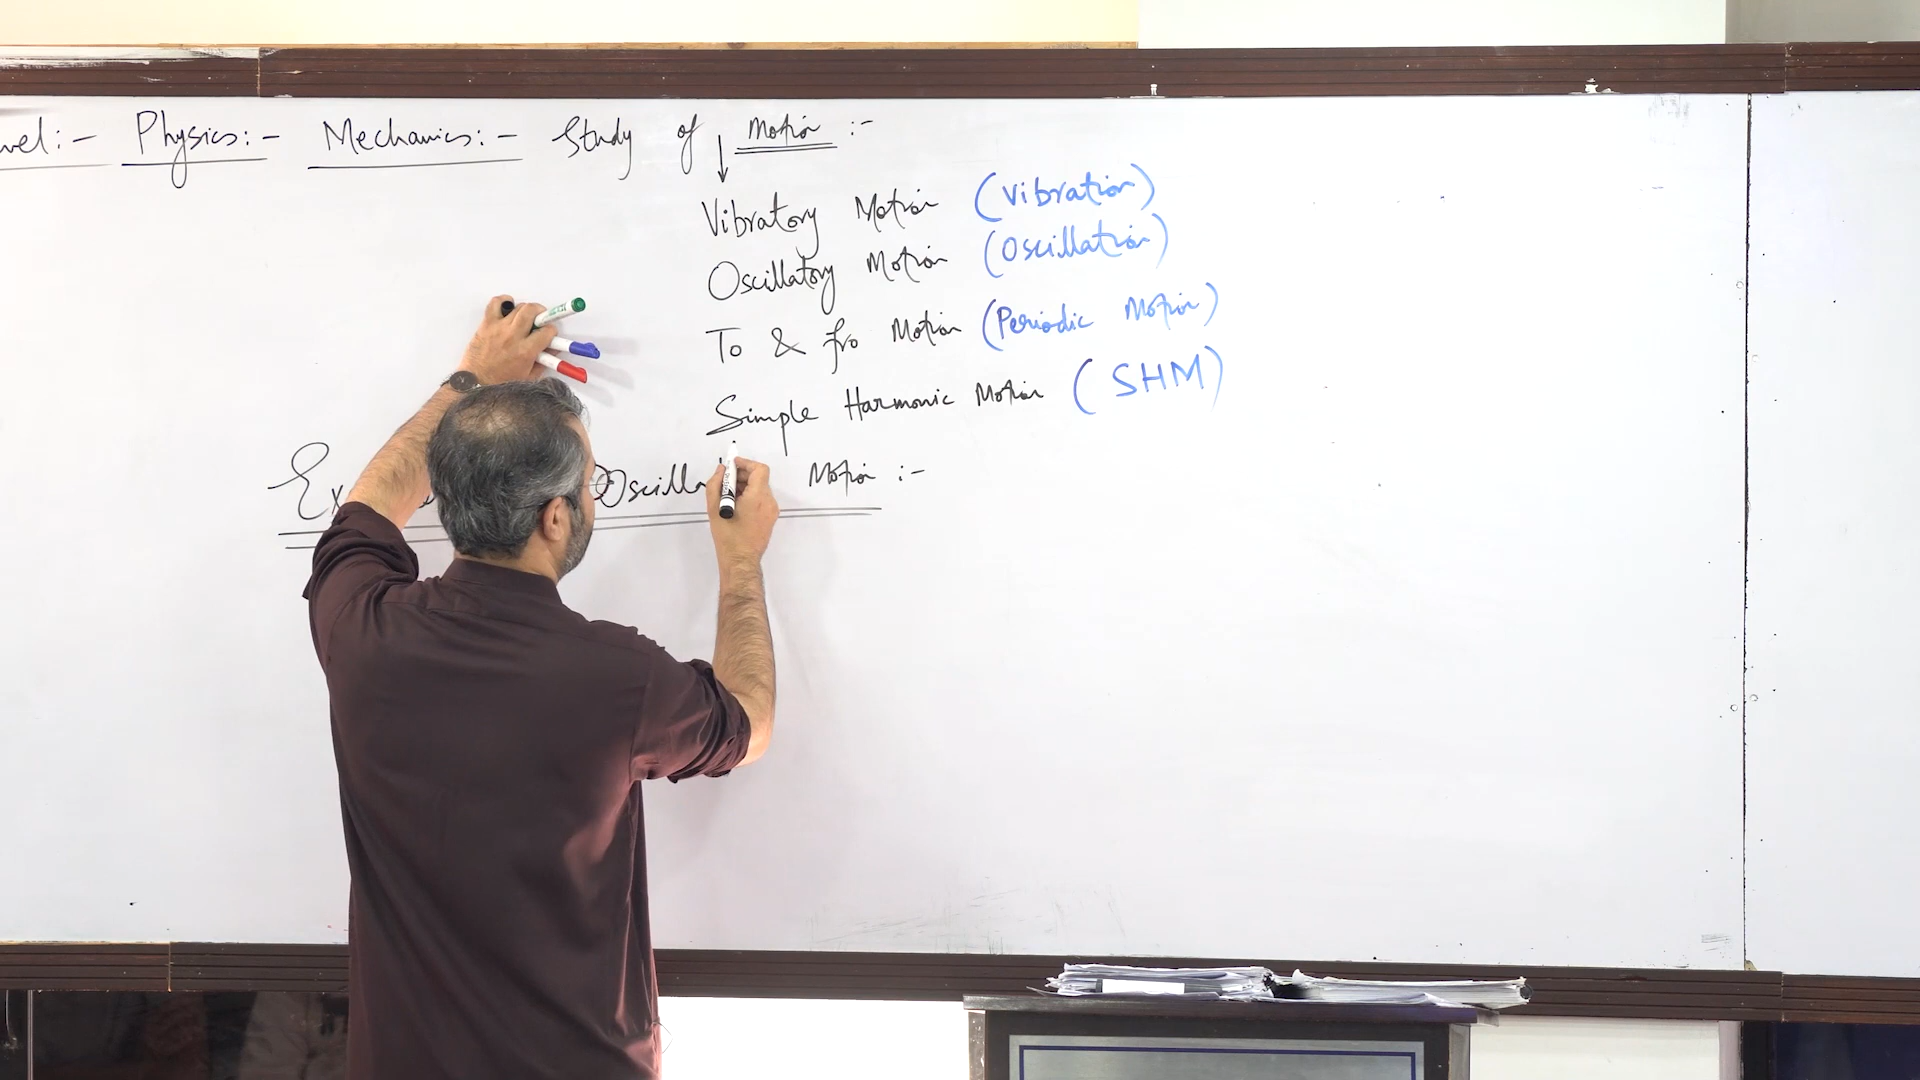 Physics:- Mechanics:- Study of Motion :-
Vibratory Motion (Vibration)
Oscillatory Motion (Oscillation)
To & fro Motion (Periodic Motion)
Simple Harmonic Motion (SHM)
Motion :-